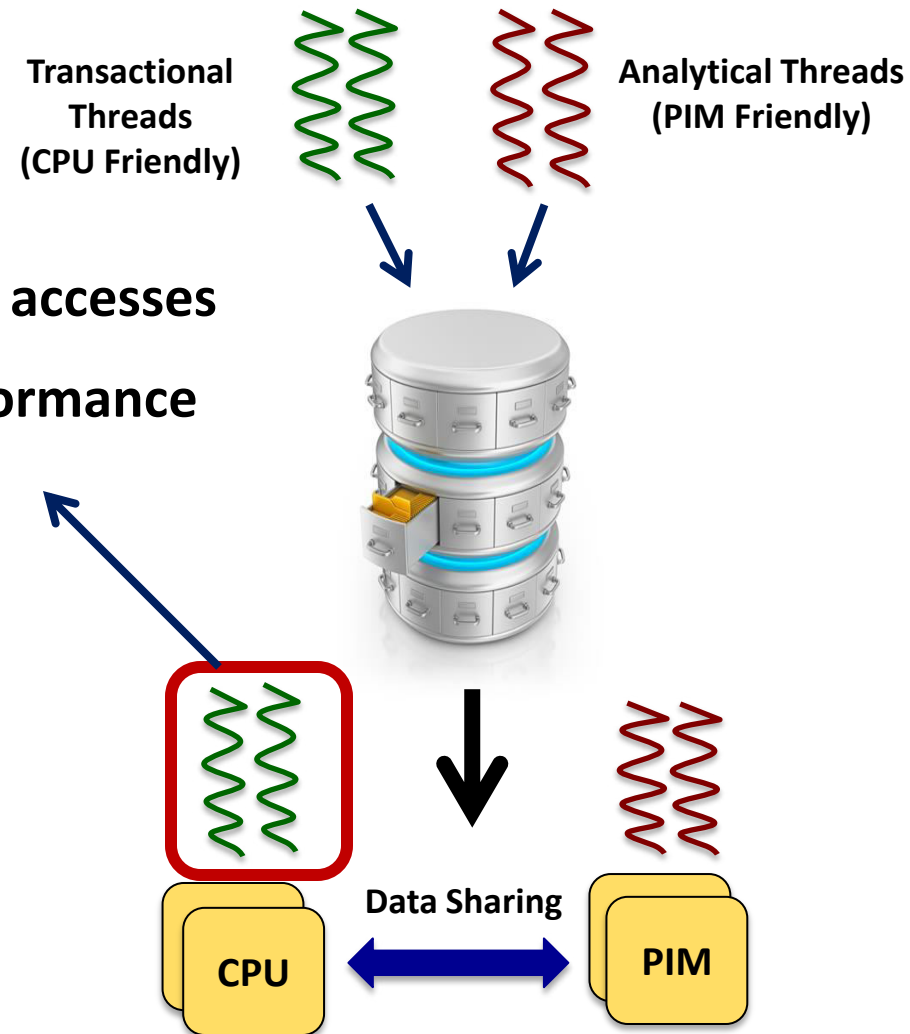 Transactional
Threads
(CPU Friendly)
Analytical Threads
(PIM Friendly)
accesses
ormance
Data Sharing
CPU
PIM